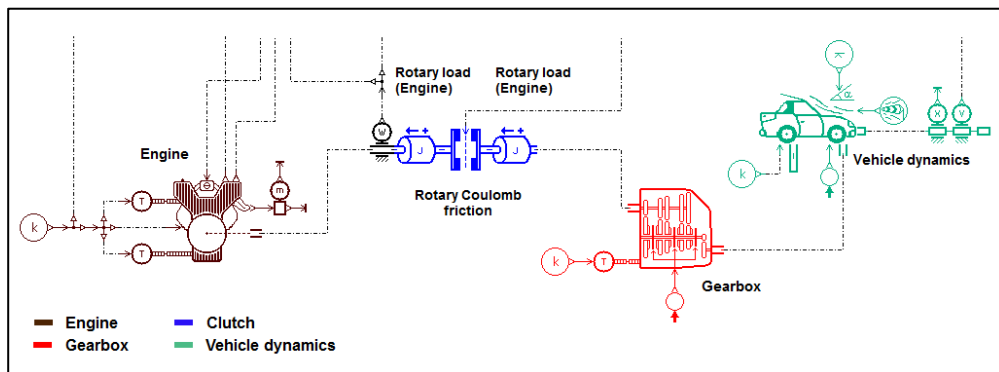 Rotary load
(Engine)
Rotary load
(Engine)
α
W
X
V
Engine
J
J
Vehicle dynamics
m
k
T
Rotary Coulomb
friction
k
T
k
T
Gearbox
Engine
Clutch
Gearbox
Vehicle dynamics